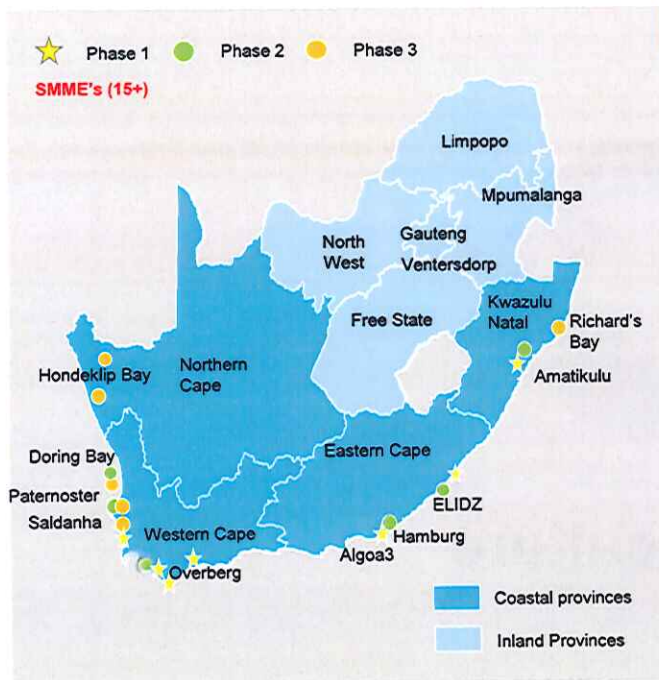 Phase 1 Phase 2 Phase 3
SMME's (15+)
Limpopo
Mpumalanga
Gauteng
North
West
Ventersdorp
Free State
Kwazulu
Natal
Richard's
Bay
Amatikulu
Hondeklip Bay
Northern
Cape
Doring Bay
Eastern Cape
Paternoster
ELIDZ
Saldanha
Western Cape
Hamburg
Algoa3
Overberg
Coastal provinces
Inland Provinces